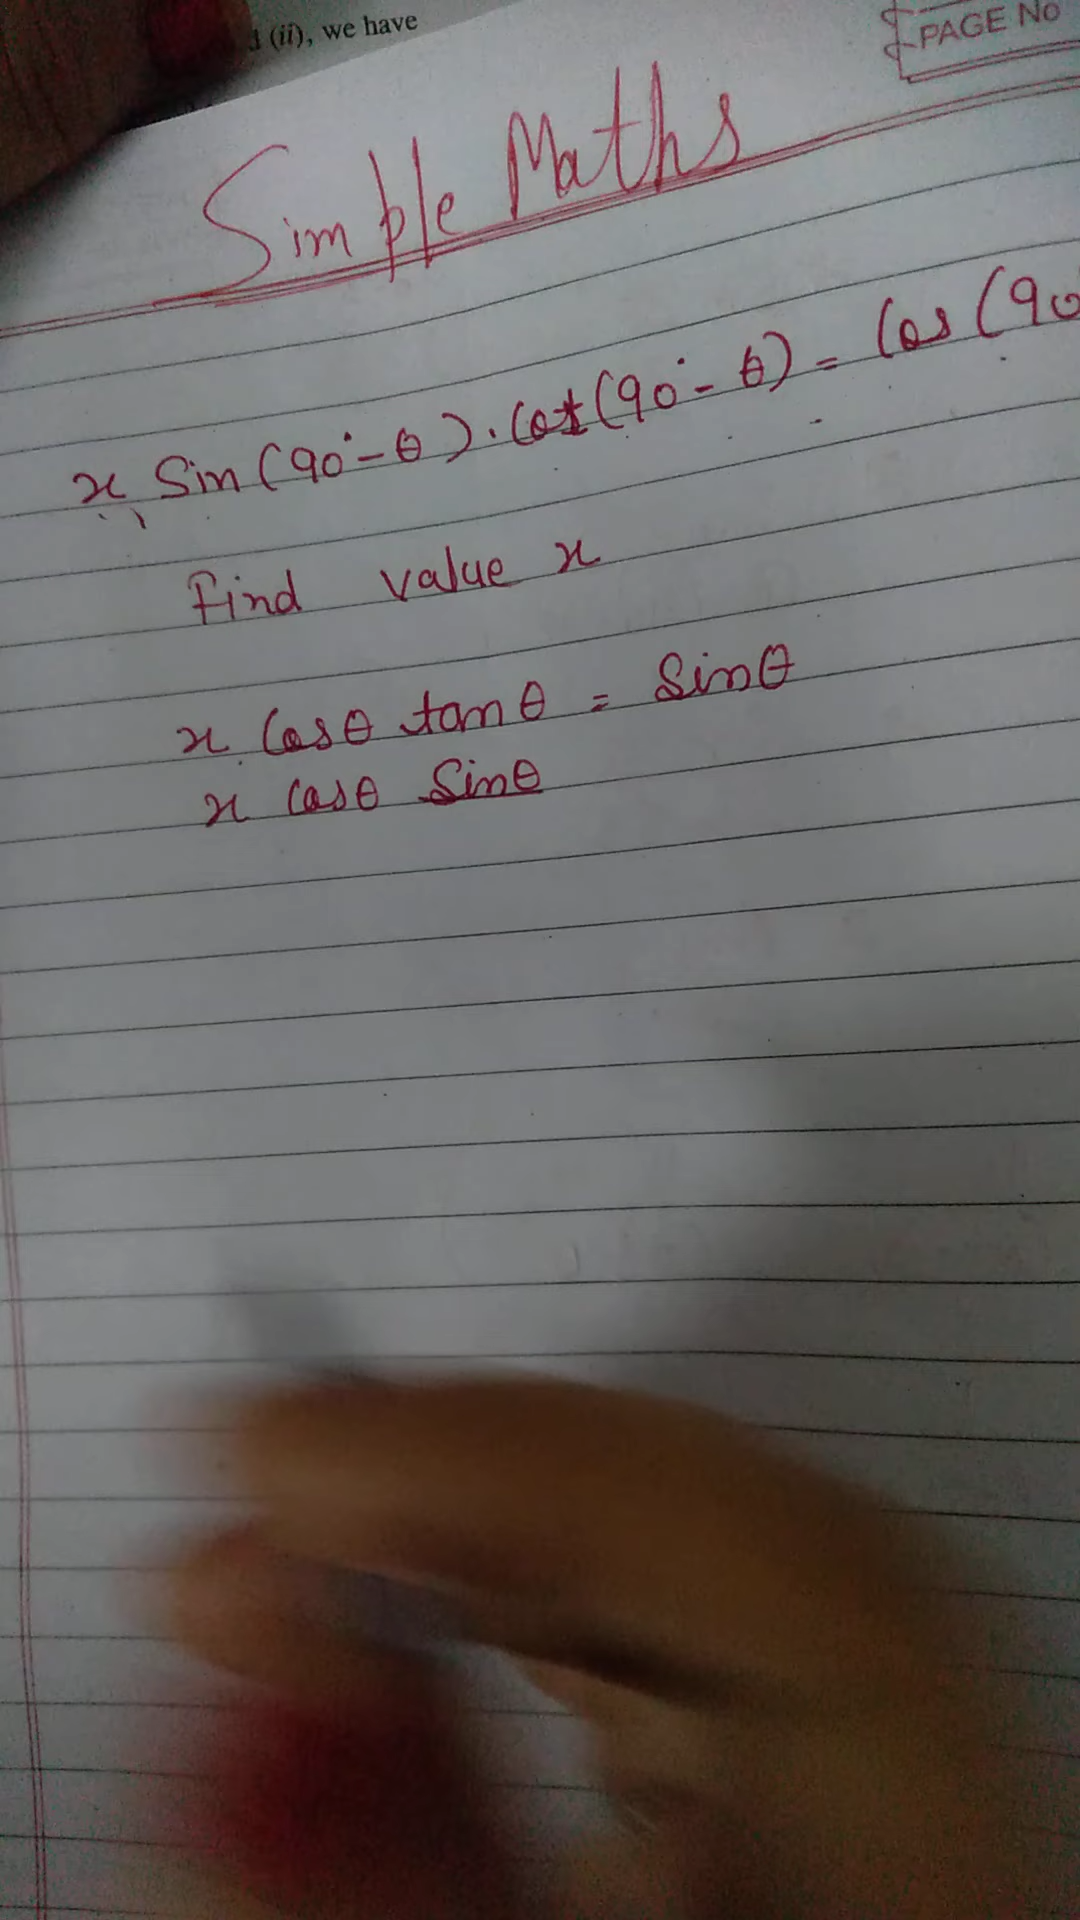 (ii), we have
PAGE No
Simple Maths
x Sin (90°-θ). Cot (90°- θ) = Cos (90
Find value x
x Cosθ tanθ = Sinθ
x Cosθ Sinθ